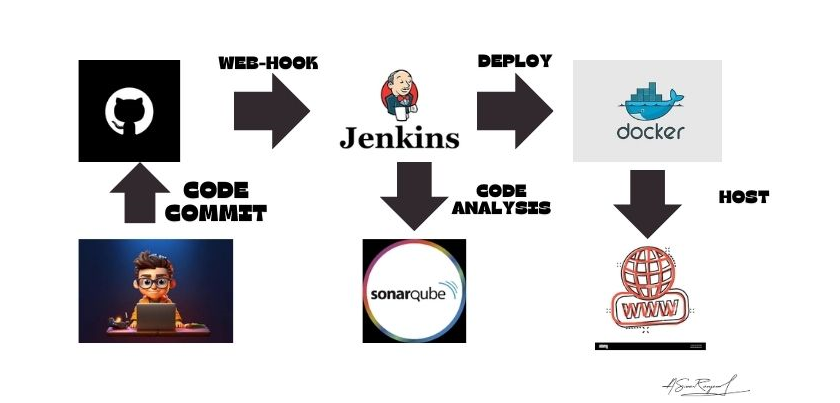 WEB-HOOK
DEPLOY
Jenkins
docker
CODE
COMMIT
CODE
ANALYSIS
HOST
sonarqube
WWW